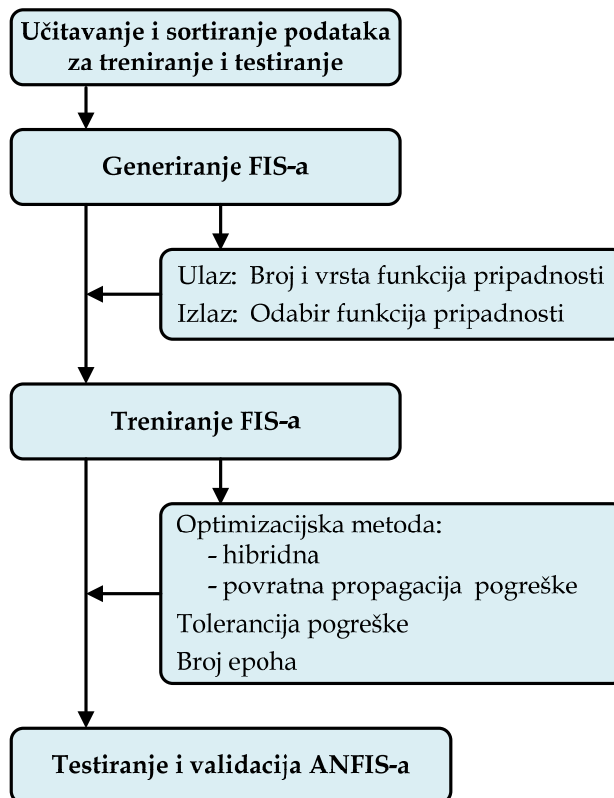 Učitavanje i sortiranje podataka
za treniranje i testiranje
Generiranje FIS-a
Ulaz: Broj i vrsta funkcija pripadnosti
Izlaz: Odabir funkcija pripadnosti
Treniranje FIS-a
Optimizacijska metoda:
- hibridna
- povratna propagacija pogreške
Tolerancija pogreške
Broj epoha
Testiranje i validacija ANFIS-a